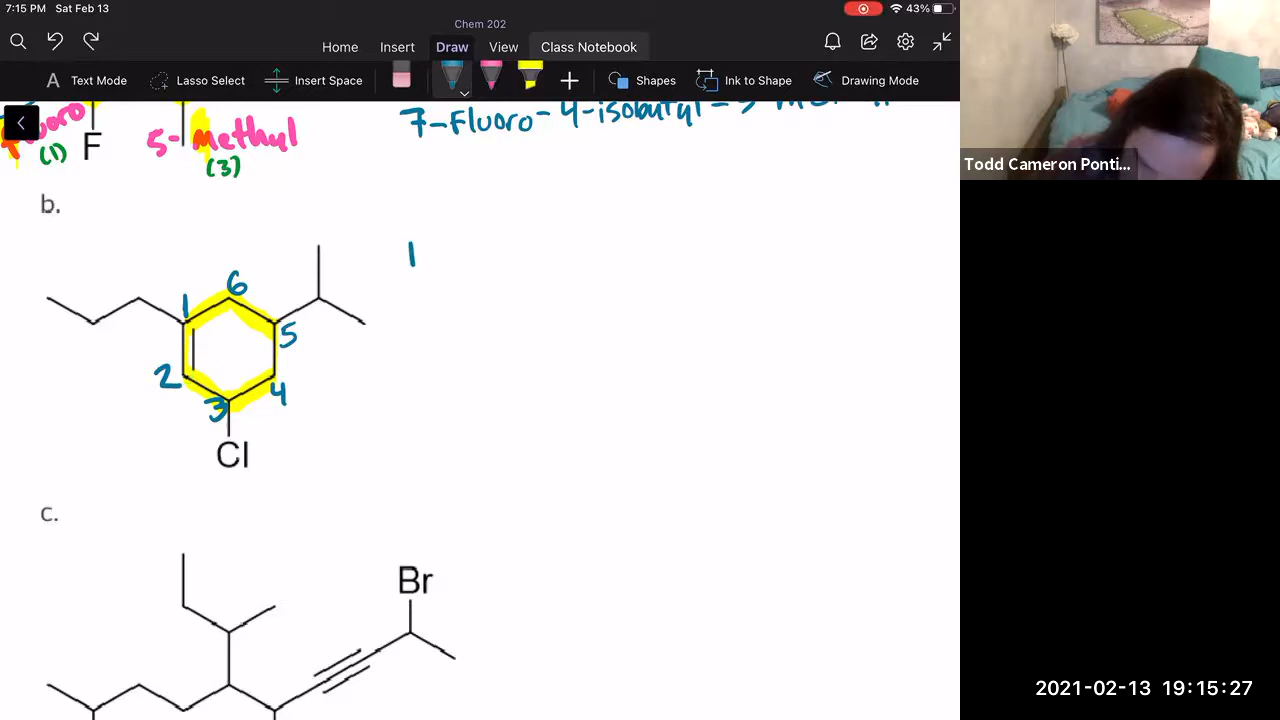 7:15 PM Sat Feb 13
43%
Chem 202
Home Insert Draw View Class Notebook
Text Mode Lasso Select Insert Space Shapes Ink to Shape Drawing Mode
7-Fluoro-4-isobutyl-5
Fluoro F 5-Methyl
(1) (3)
Todd Cameron Ponti...
b.
1
6
1
5
2
4
3
Cl
c.
Br
2021-02-13 19:15:27